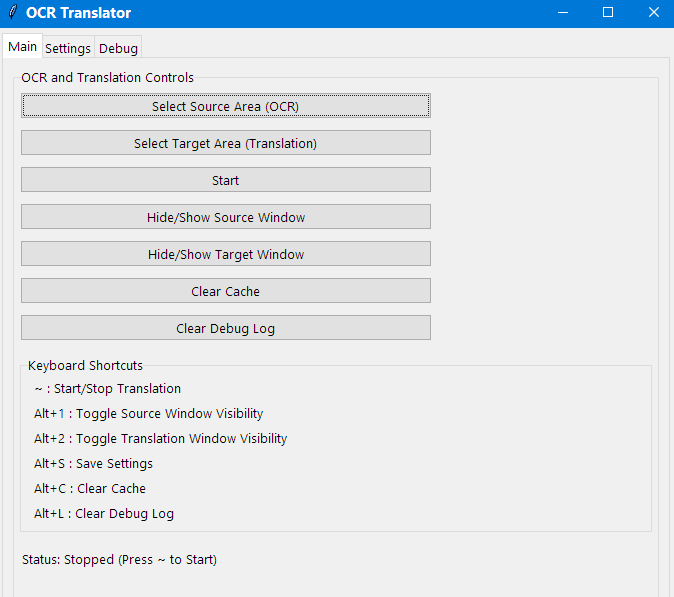 OCR Translator
Main Settings Debug
OCR and Translation Controls
Select Source Area (OCR)
Select Target Area (Translation)
Start
Hide/Show Source Window
Hide/Show Target Window
Clear Cache
Clear Debug Log
Keyboard Shortcuts
~ : Start/Stop Translation
Alt+1 : Toggle Source Window Visibility
Alt+2 : Toggle Translation Window Visibility
Alt+S : Save Settings
Alt+C : Clear Cache
Alt+L : Clear Debug Log
Status: Stopped (Press ~ to Start)